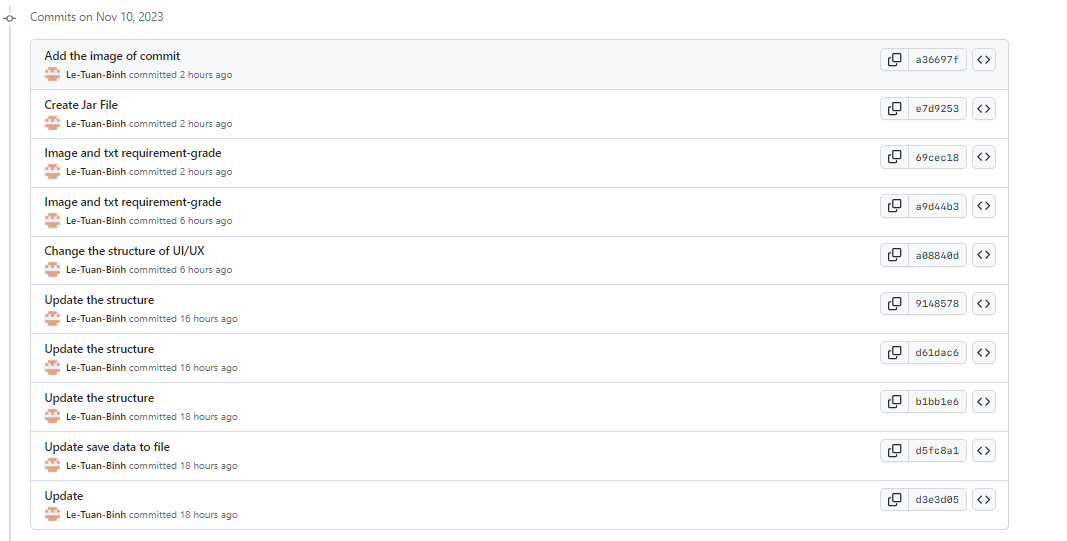 Commits on Nov 10, 2023
Add the image of commit
Le-Tuan-Binh committed 2 hours ago
a36697f
Create Jar File
Le-Tuan-Binh committed 2 hours ago
e7d9253
Image and txt requirement-grade
Le-Tuan-Binh committed 2 hours ago
69cec18
Image and txt requirement-grade
Le-Tuan-Binh committed 6 hours ago
a9d44b3
Change the structure of UI/UX
Le-Tuan-Binh committed 6 hours ago
a08840d
Update the structure
Le-Tuan-Binh committed 16 hours ago
9148578
Update the structure
Le-Tuan-Binh committed 16 hours ago
d61dac6
Update the structure
Le-Tuan-Binh committed 18 hours ago
b1bb1e6
Update save data to file
Le-Tuan-Binh committed 18 hours ago
d5fc8a1
Update
Le-Tuan-Binh committed 18 hours ago
d3e3d05